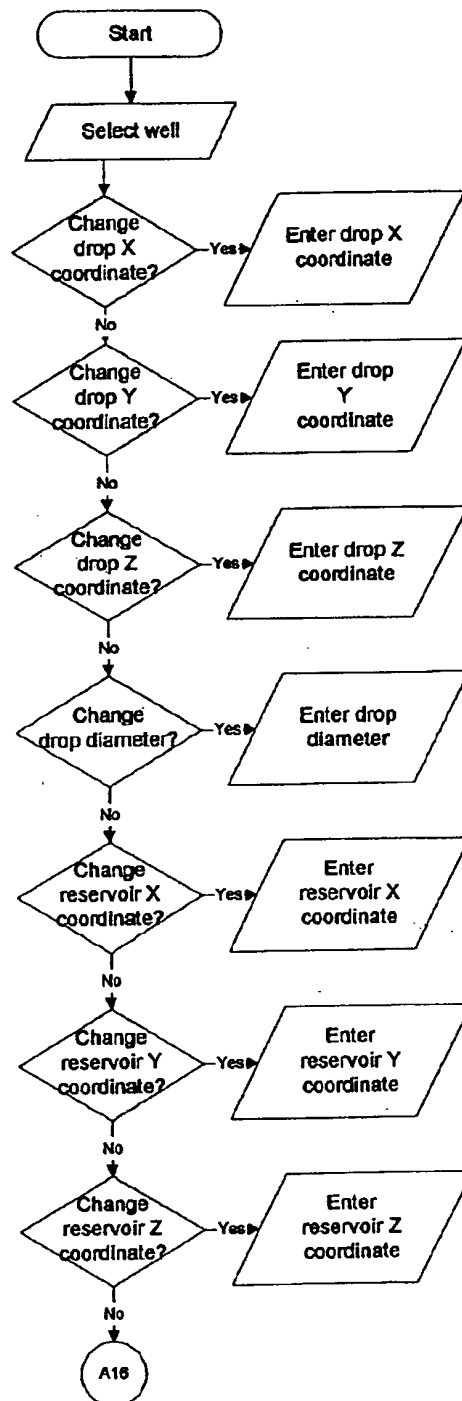 Start
Select well
Change
drop X
coordinate?
Yes
Enter drop X
coordinate
No
Change
drop Y
coordinate?
Yes
Enter drop
Y
coordinate
No
Change
drop Z
coordinate?
Yes
Enter drop Z
coordinate
No
Change
drop diameter?
Yes
Enter drop
diameter
No
Change
reservoir X
coordinate?
Yes
Enter
reservoir X
coordinate
No
Change
reservoir Y
coordinate?
Yes
Enter
reservoir Y
coordinate
No
Change
reservoir Z
coordinate?
Yes
Enter
reservoir Z
coordinate
No
A16